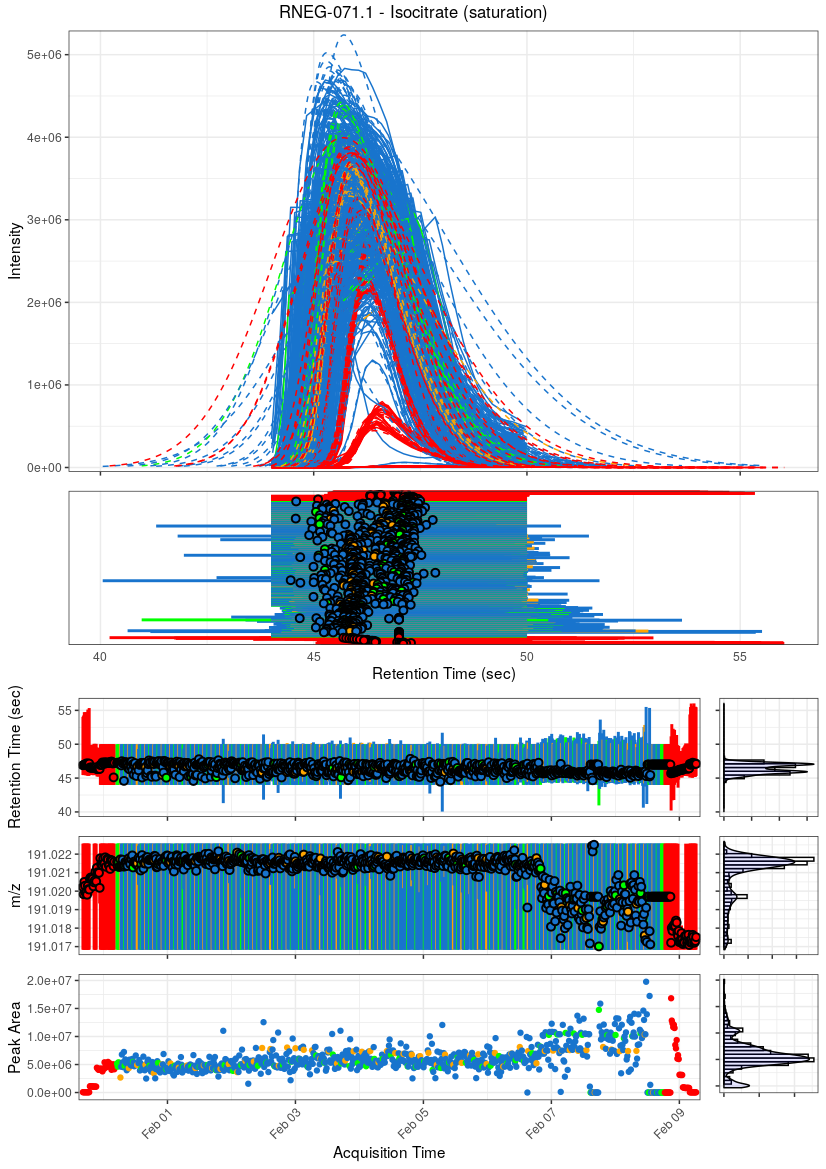 RNEG-071.1 - Isocitrate (saturation)
5e+06
4e+06
3e+06
2e+06
1e+06
0e+00
Intensity
40
45
50
55
Retention Time (sec)
55
50
45
40
Retention Time (sec)
191.022
191.021
191.020
191.019
191.018
191.017
m/z
2.0e+07
1.5e+07
1.0e+07
5.0e+06
0.0e+00
Peak Area
Feb 01
Feb 03
Feb 05
Feb 07
Feb 09
Acquisition Time